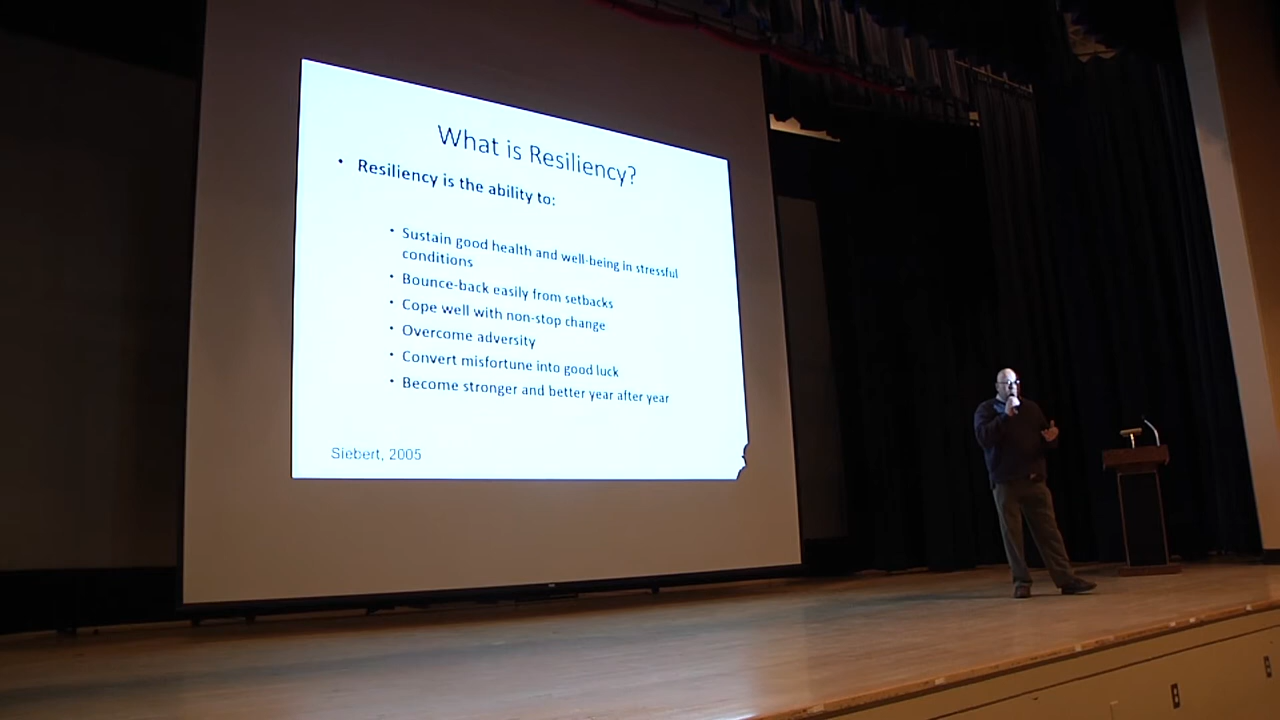 What is Resiliency?
• Resiliency is the ability to:
• Sustain good health and well-being in stressful
conditions
• Bounce-back easily from setbacks
• Cope well with non-stop change
• Overcome adversity
• Convert misfortune into good luck
• Become stronger and better year after year
Siebert, 2005